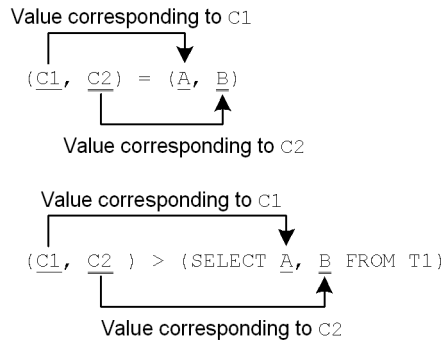 Value corresponding to C1
(C1, C2) = (A, B)
Value corresponding to C2
Value corresponding to C1
(C1, C2 ) > (SELECT A, B FROM T1)
Value corresponding to C2